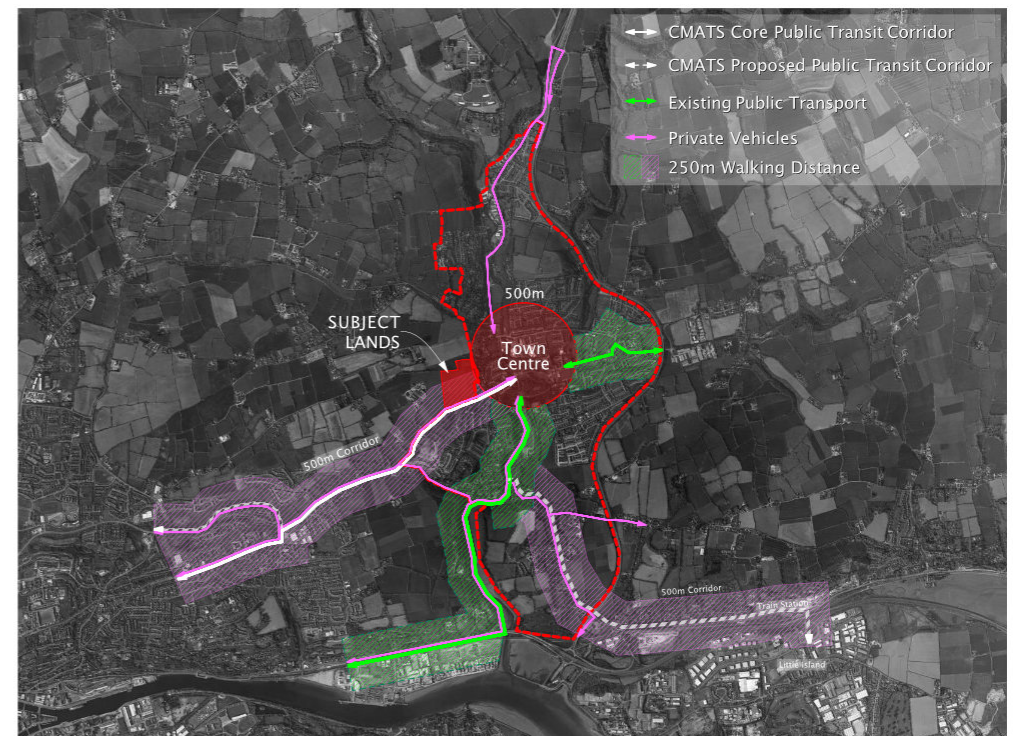 CMATS Core Public Transit Corridor
CMATS Proposed Public Transit Corridor
Existing Public Transport
Private Vehicles
250m Walking Distance
500m
SUBJECT
LANDS
Town
Centre
500m Corridor
500m Corridor
Train Station
Little Island